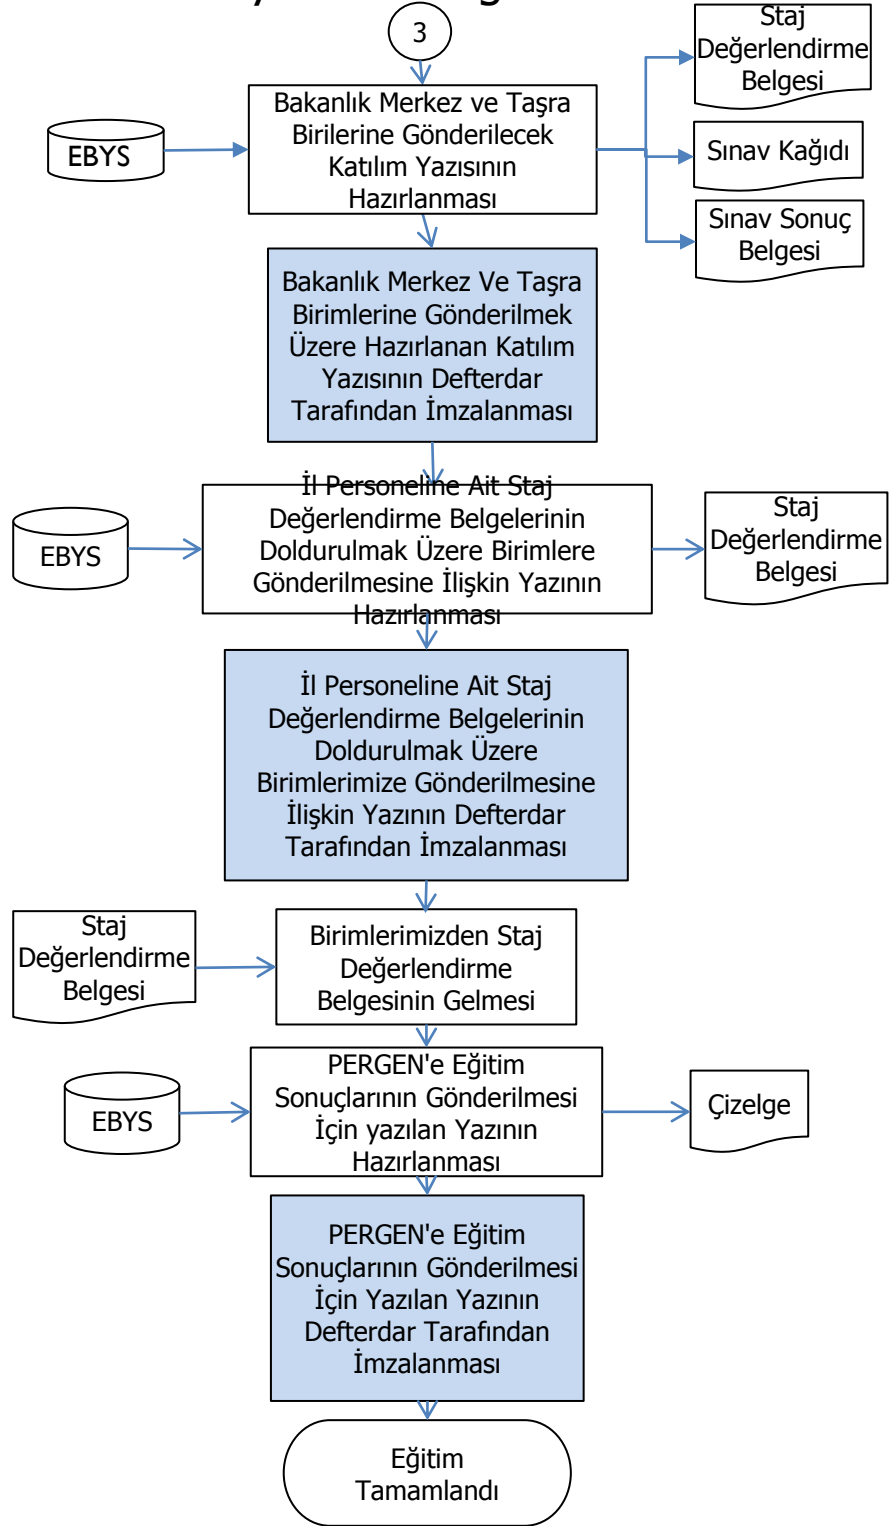 3
Staj
Değerlendirme
Belgesi
Bakanlık Merkez ve Taşra
Birilerine Gönderilecek
Katılım Yazısının
Hazırlanması
EBYS
Sınav Kağıdı
Sınav Sonuç
Belgesi
Bakanlık Merkez Ve Taşra
Birimlerine Gönderilmek
Üzere Hazırlanan Katılım
Yazısının Defterdar
Tarafından İmzalanması
EBYS
İl Personeline Ait Staj
Değerlendirme Belgelerinin
Doldurulmak Üzere Birimlere
Gönderilmesine İlişkin Yazının
Hazırlanması
Staj
Değerlendirme
Belgesi
İl Personeline Ait Staj
Değerlendirme Belgelerinin
Doldurulmak Üzere
Birimlerimize Gönderilmesine
İlişkin Yazının Defterdar
Tarafından İmzalanması
Staj
Değerlendirme
Belgesi
Birimlerimizden Staj
Değerlendirme
Belgesinin Gelmesi
EBYS
PERGEN'e Eğitim
Sonuçlarının Gönderilmesi
İçin yazılan Yazının
Hazırlanması
Çizelge
PERGEN'e Eğitim
Sonuçlarının Gönderilmesi
İçin Yazılan Yazının
Defterdar Tarafından
İmzalanması
Eğitim
Tamamlandı